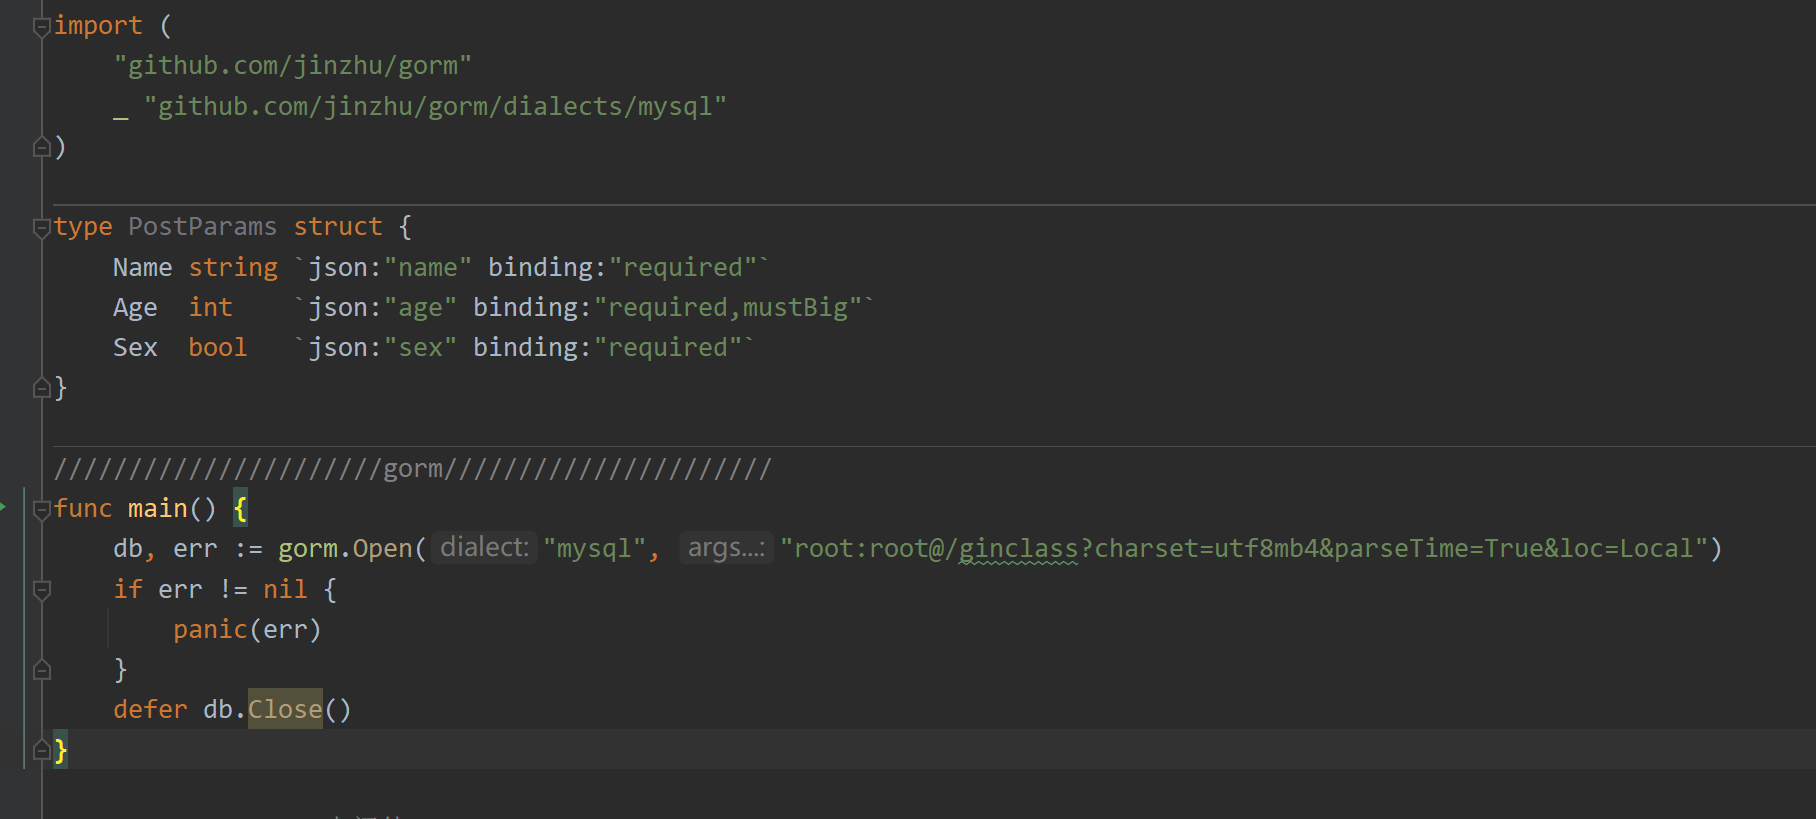 import (
    "github.com/jinzhu/gorm"
    _ "github.com/jinzhu/gorm/dialects/mysql"
)
type PostParams struct {
    Name string `json:"name" binding:"required"`
    Age  int    `json:"age" binding:"required,mustBig"`
    Sex  bool   `json:"sex" binding:"required"`
}
//////////////////////gorm//////////////////////
func main() {
    db, err := gorm.Open( dialect: "mysql", args...: "root:root@/ginclass?charset=utf8mb4&parseTime=True&loc=Local")
    if err != nil {
        panic(err)
    }
    defer db.Close()
}